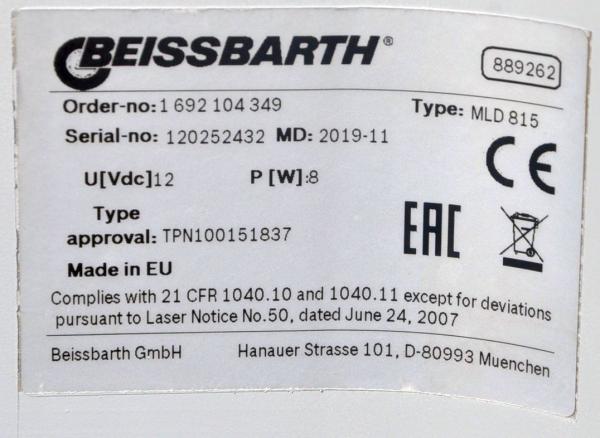 BEISSBARTH®
889262
Order-no: 1 692 104 349
Type: MLD 815
Serial-no: 120252432 MD: 2019-11
CE
U[Vdc]12 P [W]:8
Type
approval: TPN100151837
EAC
Made in EU
Complies with 21 CFR 1040.10 and 1040.11 except for deviations
pursuant to Laser Notice No.50, dated June 24, 2007
Beissbarth GmbH Hanauer Strasse 101, D-80993 Muenchen